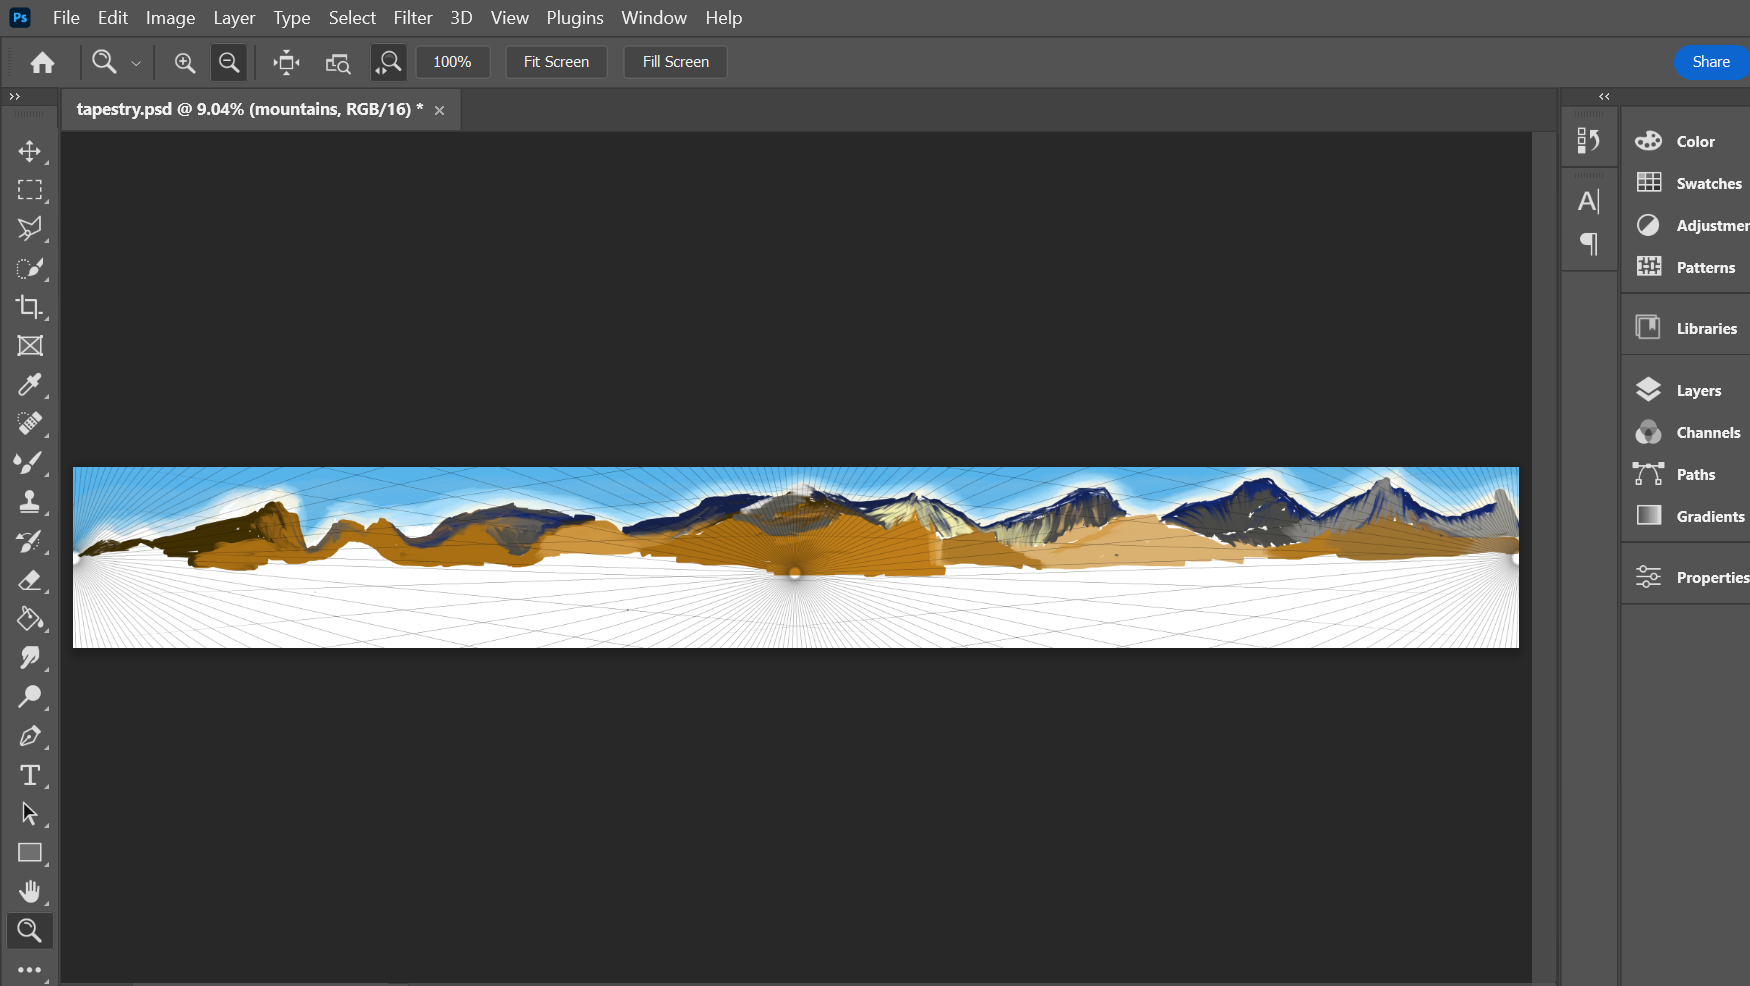 Ps File Edit Image Layer Type Select Filter 3D View Plugins Window Help
100% Fit Screen Fill Screen Share
tapestry.psd @ 9.04% (mountains, RGB/16) *
Color
Swatches
Adjustmer
Patterns
Libraries
Layers
Channels
Paths
Gradients
Properties